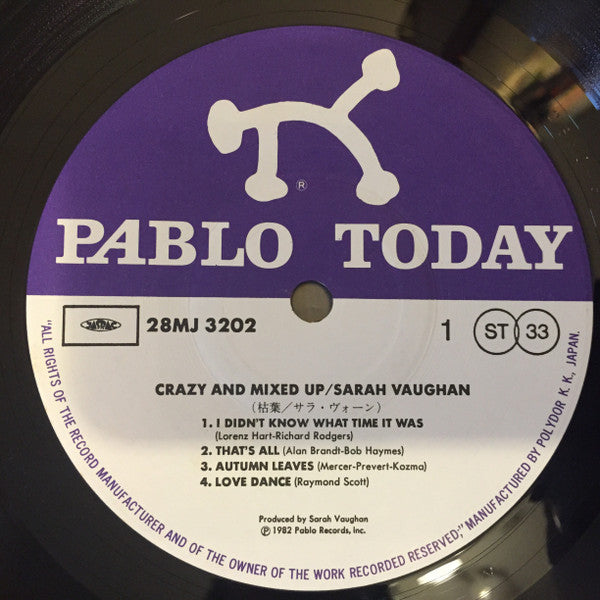 ®
PABLO TODAY
JASRAC
28MJ 3202
1
ST 33
CRAZY AND MIXED UP/SARAH VAUGHAN
(枯葉/サラ・ヴォーン)
1. I DIDN'T KNOW WHAT TIME IT WAS
(Lorenz Hart-Richard Rodgers)
2. THAT'S ALL (Alan Brandt-Bob Haymes)
3. AUTUMN LEAVES (Mercer-Prevert-Kozma)
4. LOVE DANCE (Raymond Scott)
Produced by Sarah Vaughan
℗ 1982 Pablo Records, Inc.
"ALL RIGHTS OF THE RECORD MANUFACTURER AND OF THE OWNER OF THE WORK RECORDED RESERVED;" MANUFACTURED BY POLYDOR K. K., JAPAN.